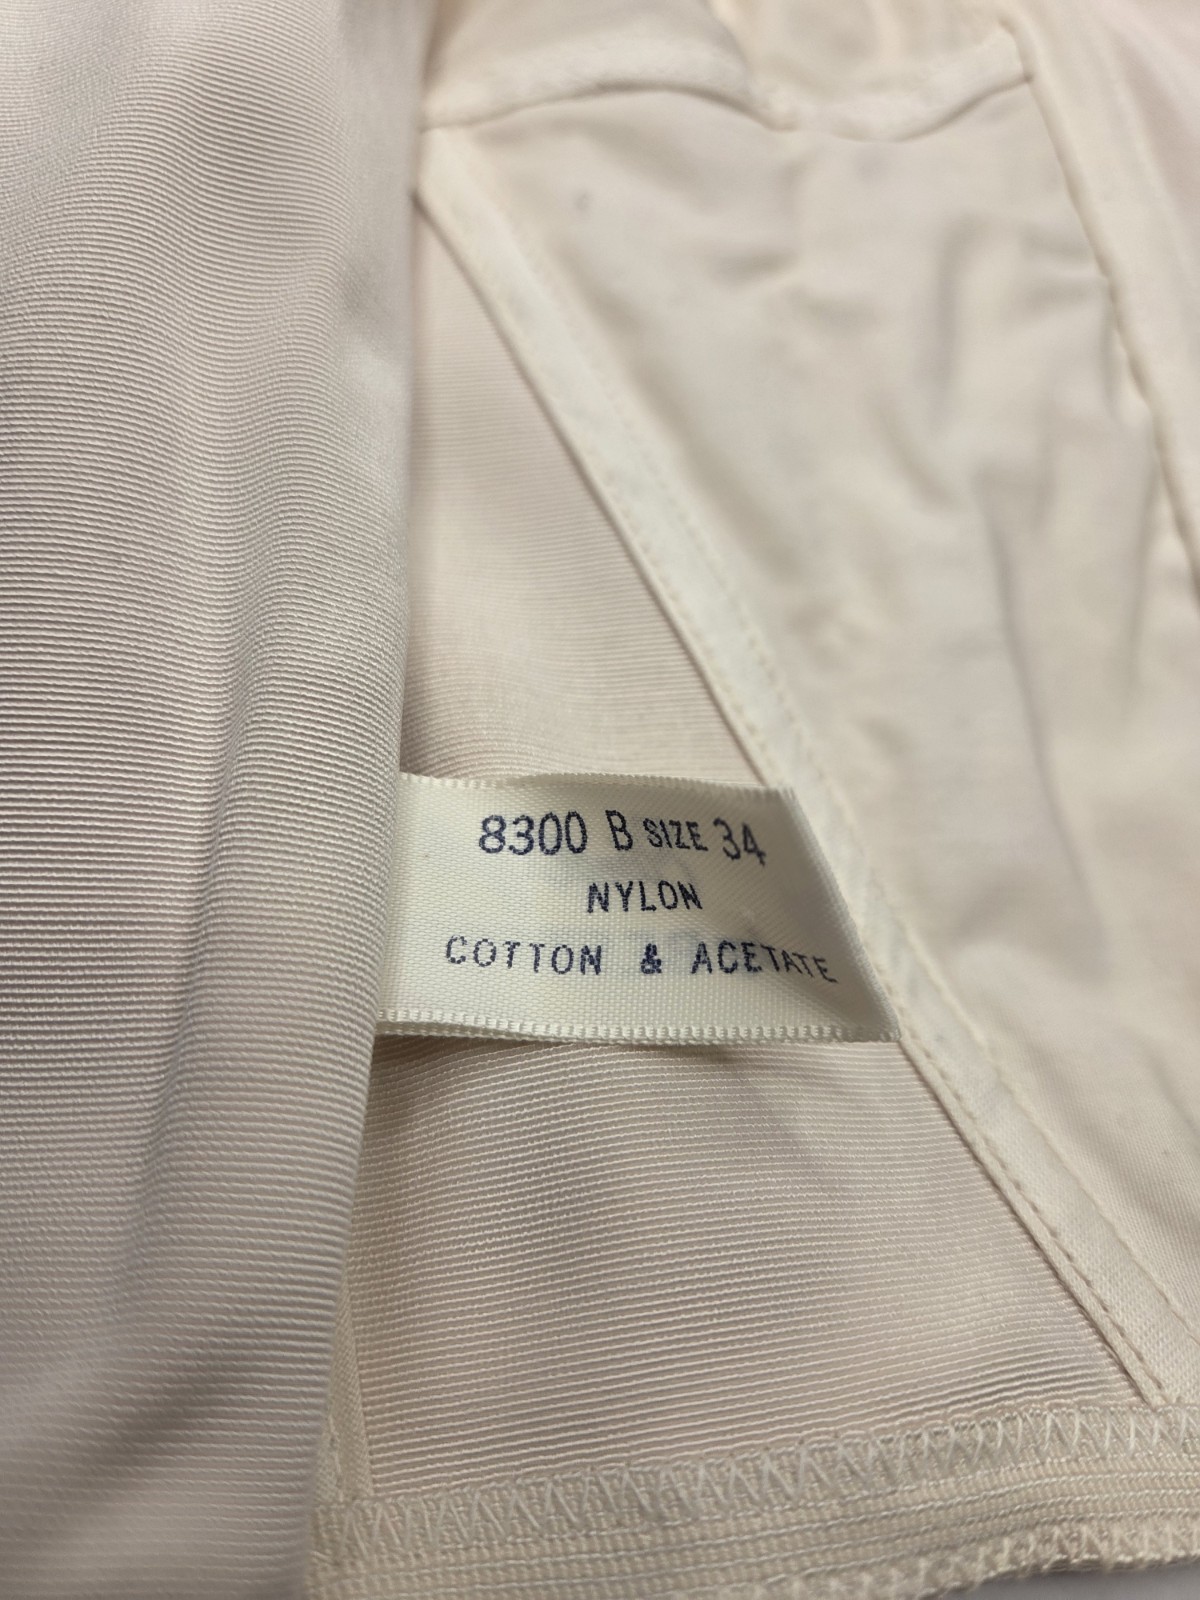 8300 B SIZE 34
NYLON
COTTON & ACETATE